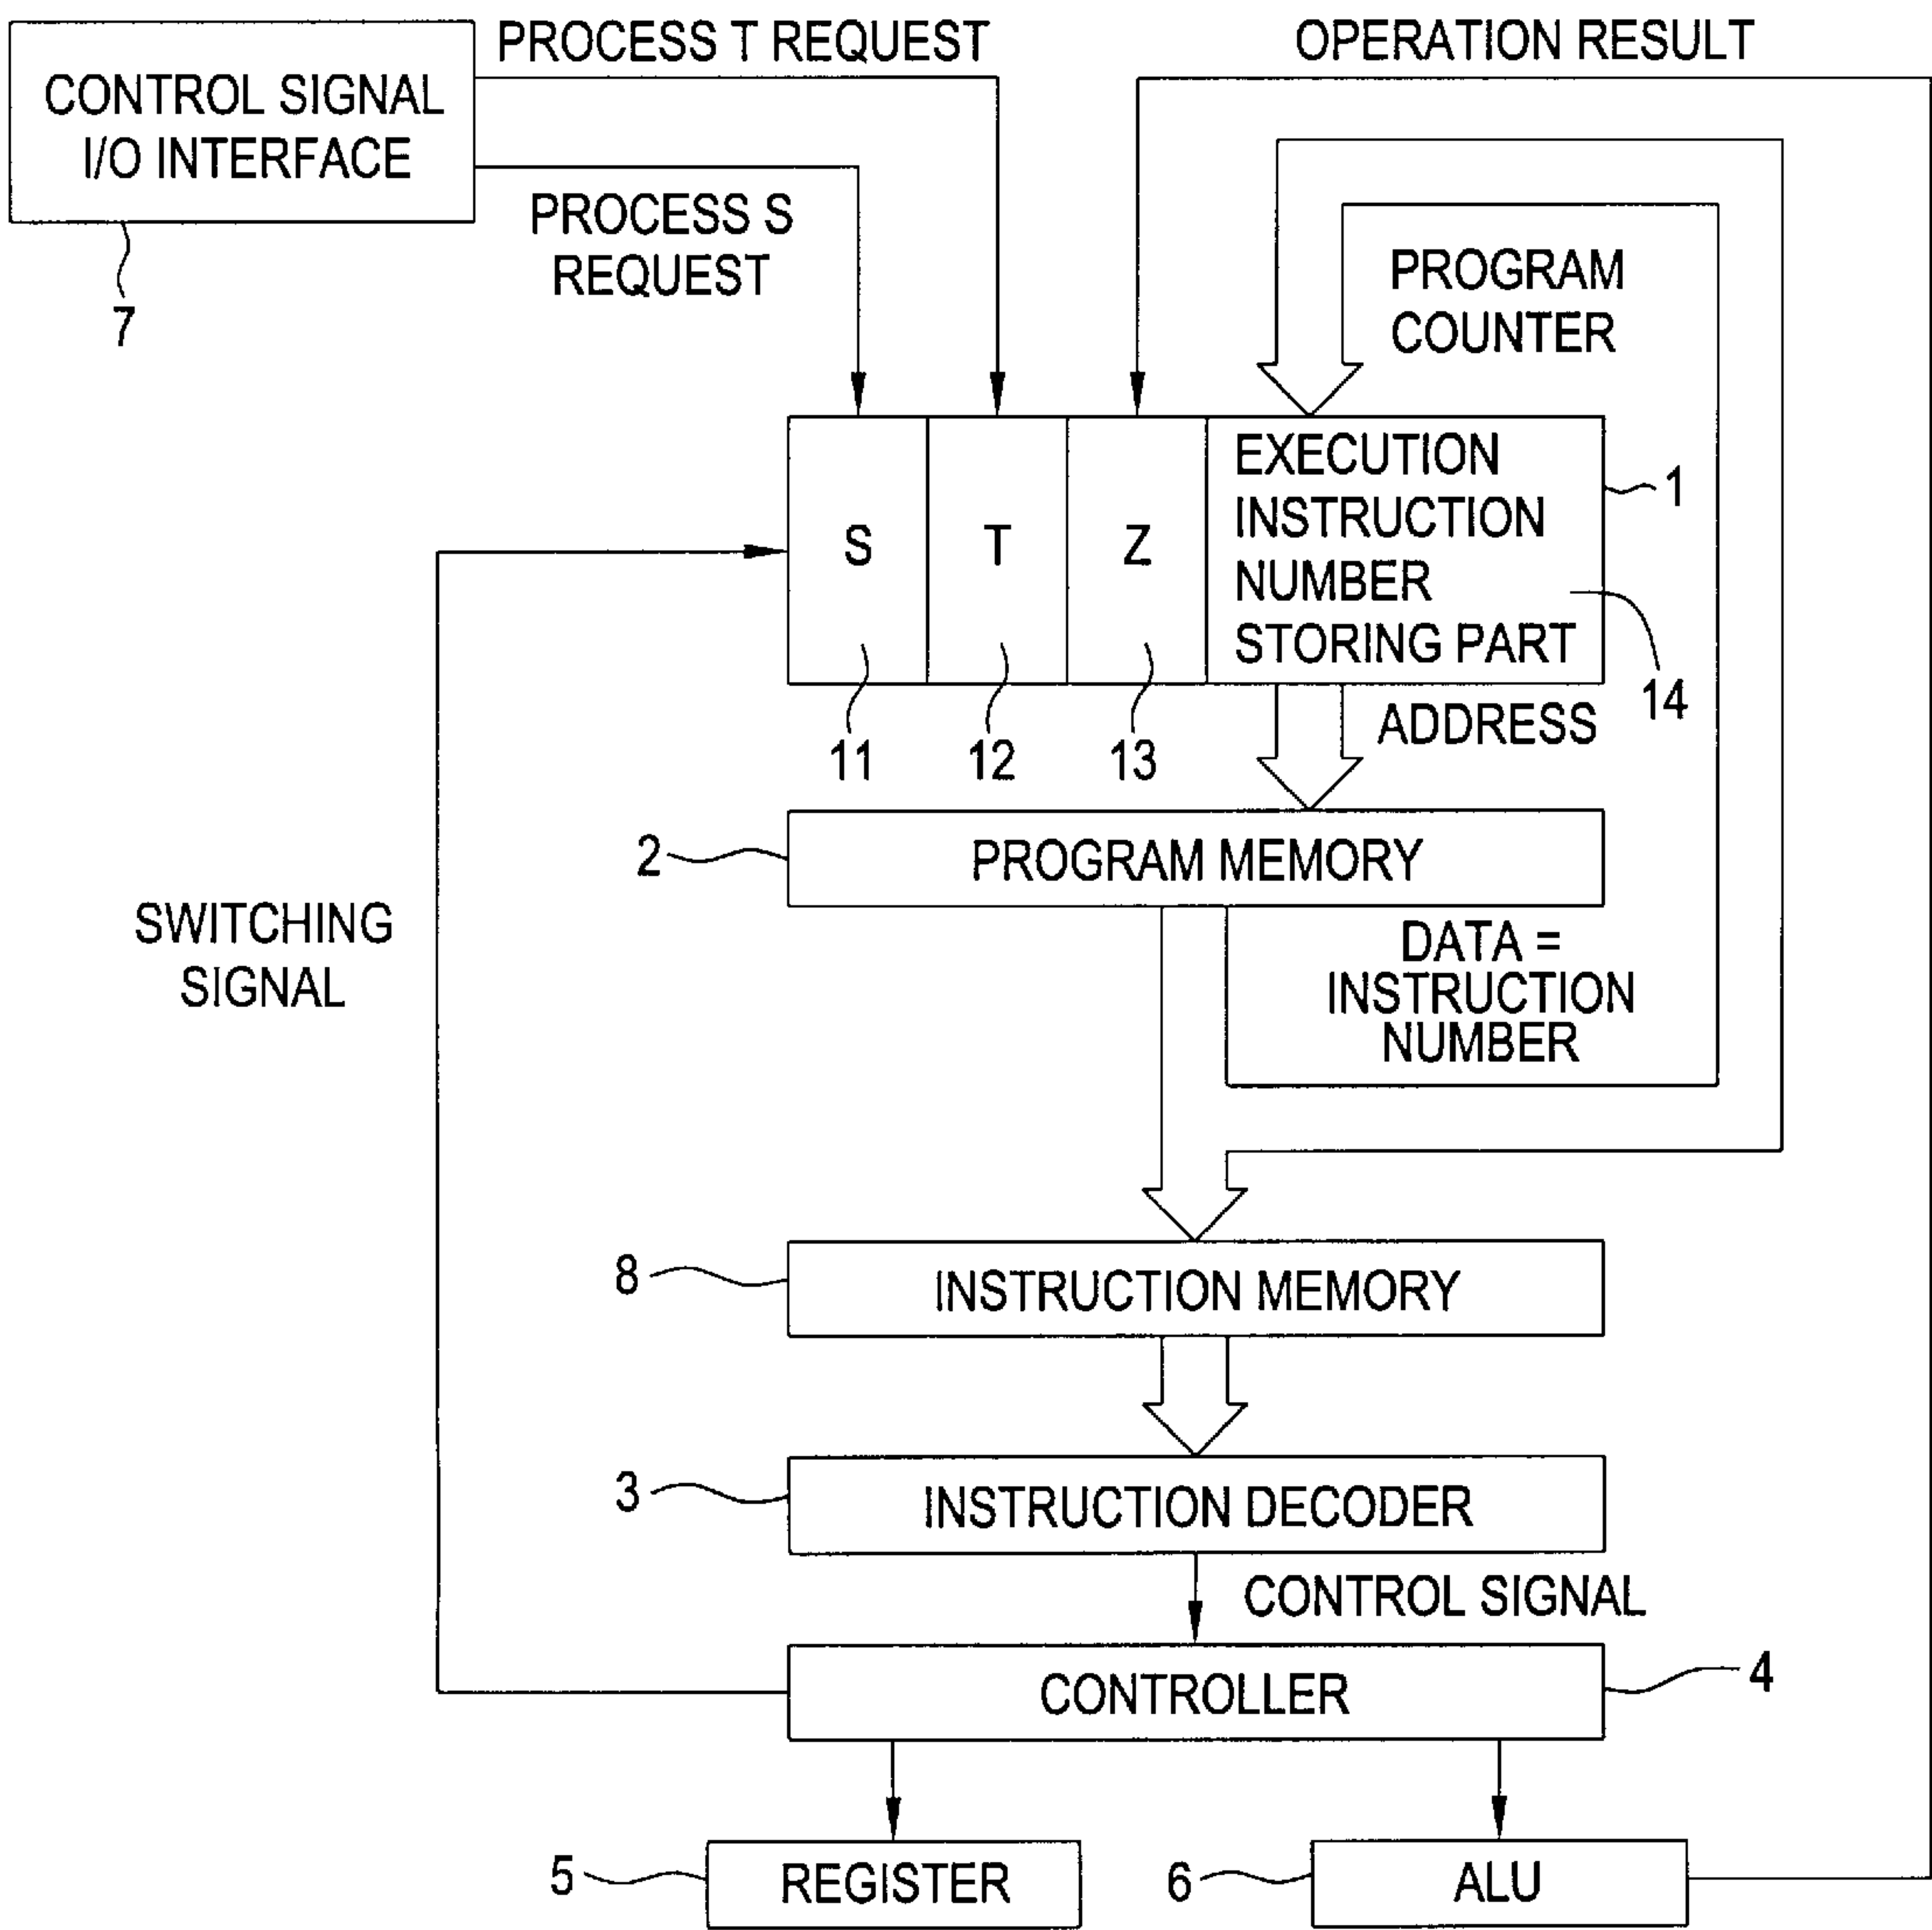 PROCESS T REQUEST
OPERATION RESULT
CONTROL SIGNAL
I/O INTERFACE
PROCESS S
REQUEST
7
PROGRAM
COUNTER
S
T
Z
EXECUTION
INSTRUCTION
NUMBER
STORING PART
1
14
11
12
13
ADDRESS
2
PROGRAM MEMORY
SWITCHING
SIGNAL
DATA =
INSTRUCTION
NUMBER
8
INSTRUCTION MEMORY
3
INSTRUCTION DECODER
CONTROL SIGNAL
CONTROLLER
4
5
REGISTER
6
ALU